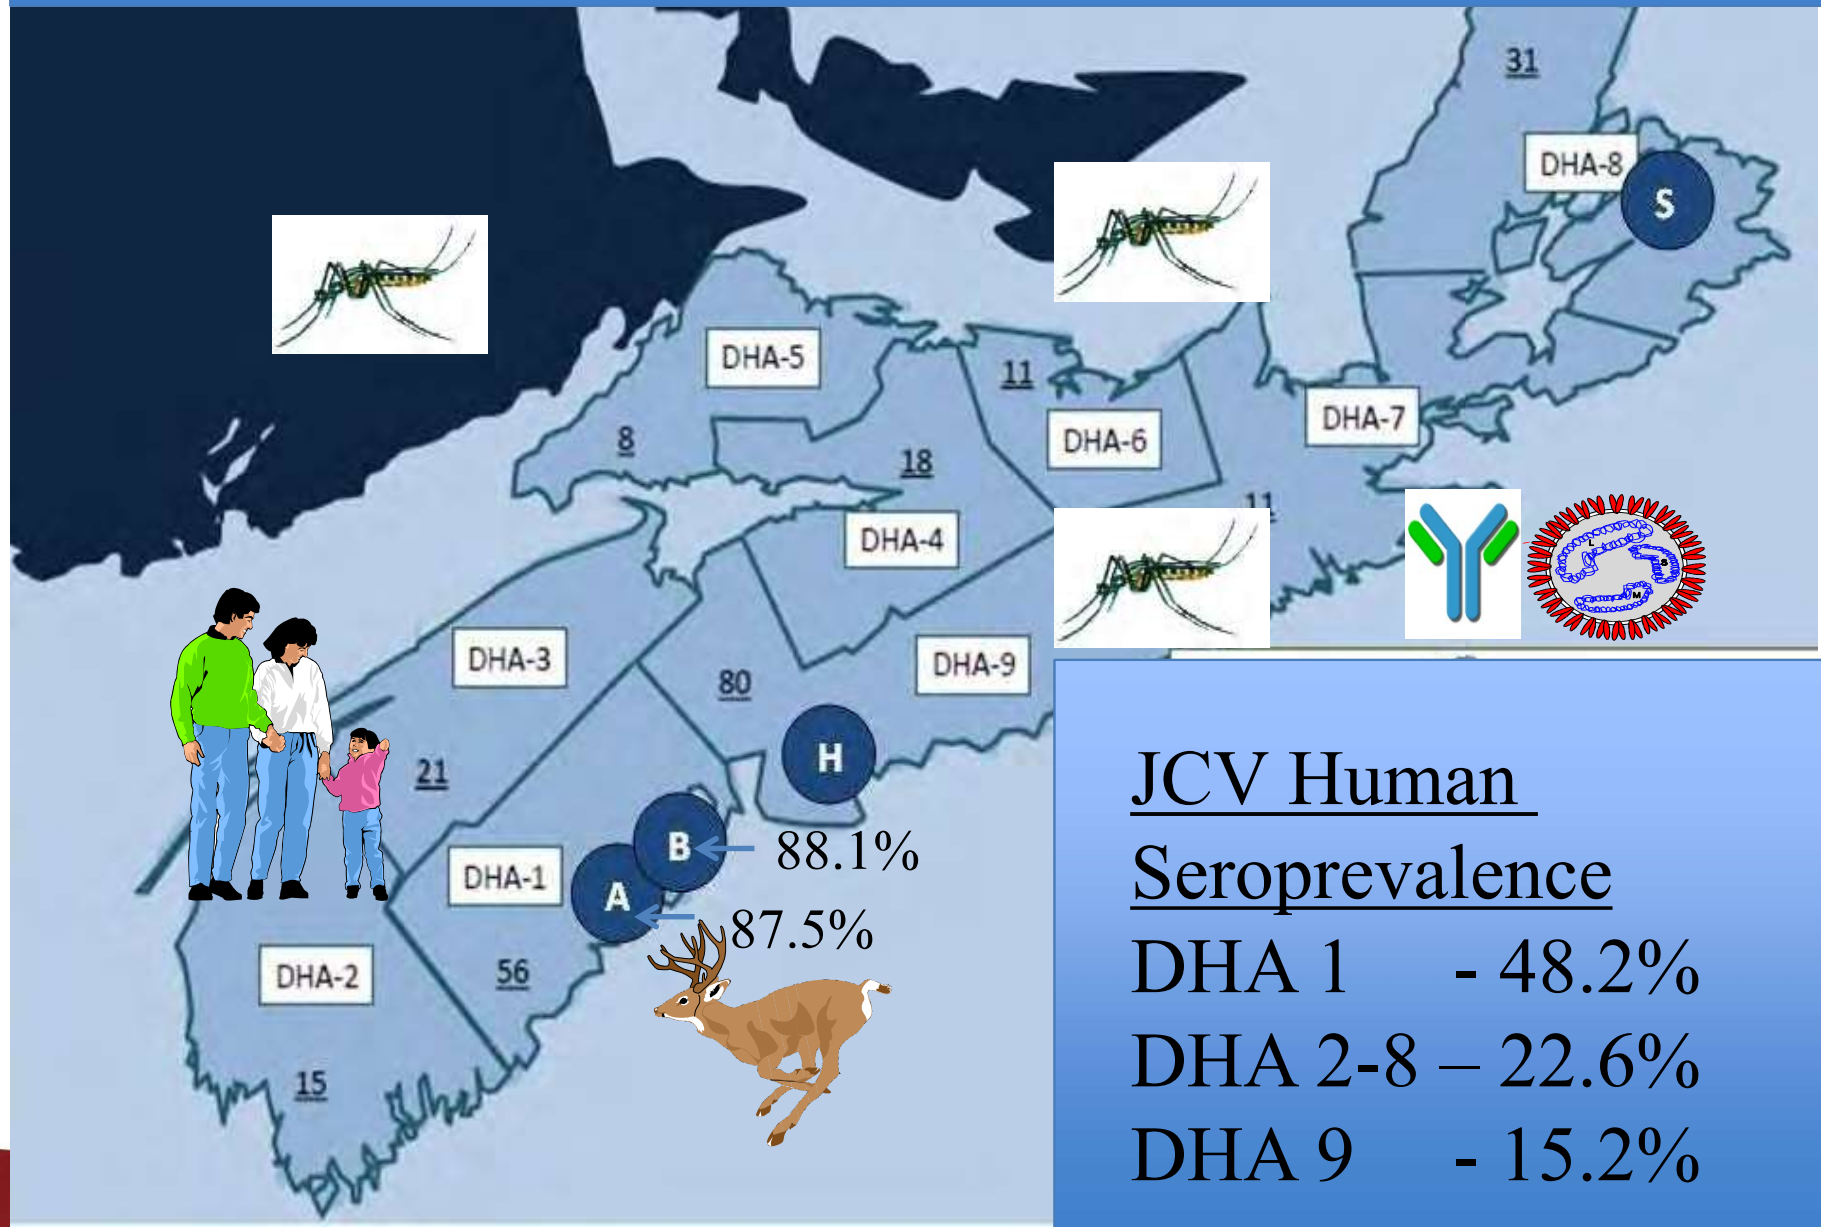 31
DHA-8
S
DHA-5
11
DHA-7
8
DHA-6
18
11
DHA-4
L
S
M
DHA-3
DHA-9
80
H
21
B
88.1%
DHA-1
A
87.5%
DHA-2
56
15
JCV Human
Seroprevalence
DHA 1 - 48.2%
DHA 2-8 – 22.6%
DHA 9 - 15.2%